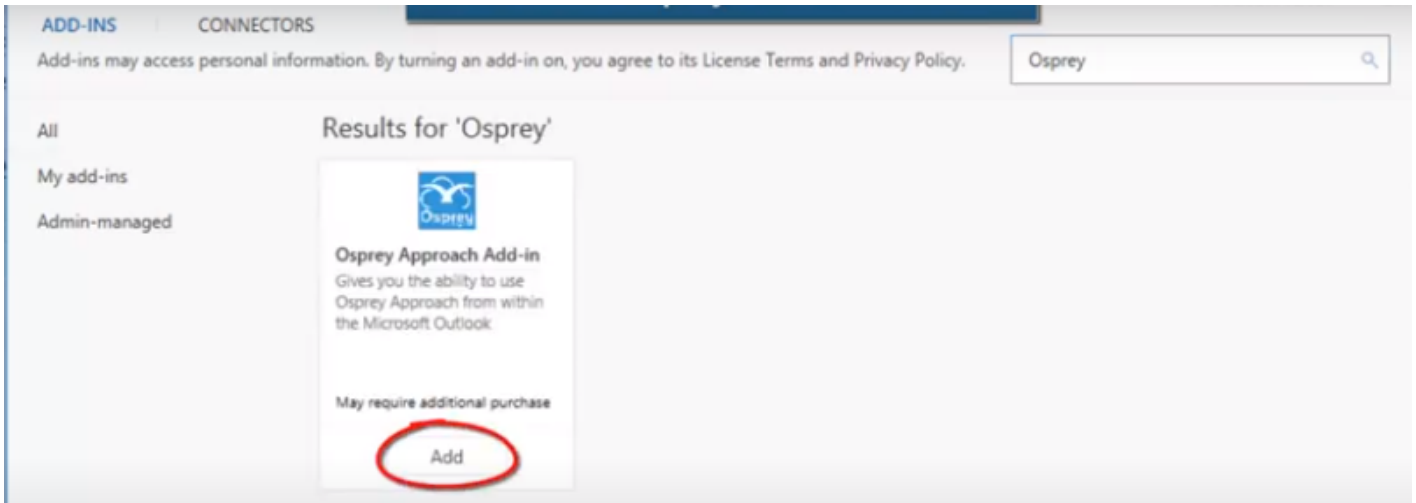 ADD-INS CONNECTORS
Add-ins may access personal information. By turning an add-in on, you agree to its License Terms and Privacy Policy.
Osprey
All
My add-ins
Admin-managed
Results for 'Osprey'
Osprey
Osprey Approach Add-in
Gives you the ability to use
Osprey Approach from within
the Microsoft Outlook
May require additional purchase
Add